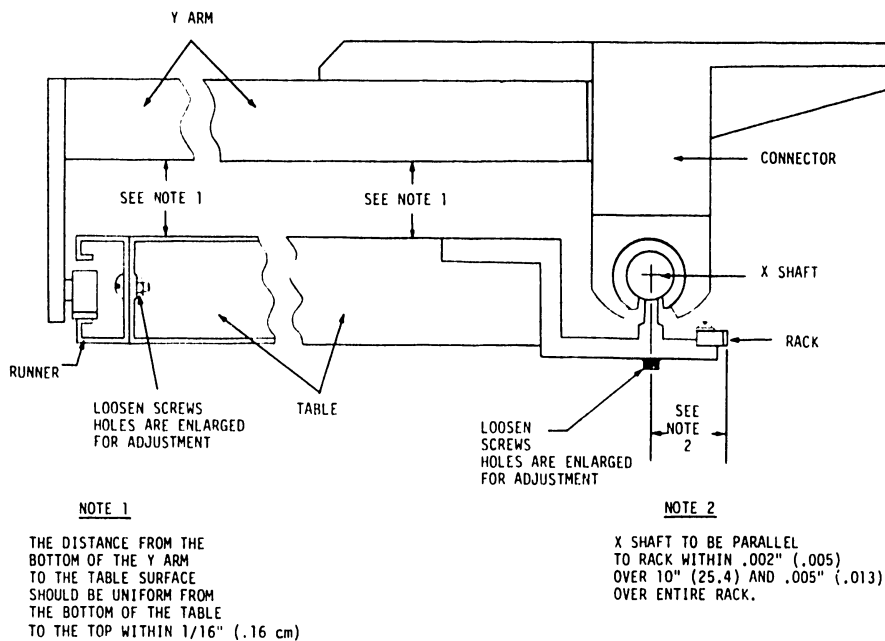 Y ARM
CONNECTOR
SEE NOTE 1
SEE NOTE 1
X SHAFT
RACK
RUNNER
LOOSEN SCREWS
HOLES ARE ENLARGED
FOR ADJUSTMENT
TABLE
LOOSEN
SCREWS
HOLES ARE ENLARGED
FOR ADJUSTMENT
SEE
NOTE
2
NOTE 1
THE DISTANCE FROM THE
BOTTOM OF THE Y ARM
TO THE TABLE SURFACE
SHOULD BE UNIFORM FROM
THE BOTTOM OF THE TABLE
TO THE TOP WITHIN 1/16" (.16 cm)
NOTE 2
X SHAFT TO BE PARALLEL
TO RACK WITHIN .002" (.005)
OVER 10" (25.4) AND .005" (.013)
OVER ENTIRE RACK.